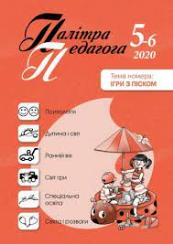 Палітра
Педагога
5-6
2020
Тема номера:
ІГРИ З ПІСКОМ
Психологія
Дитина і світ
Ранній вік
Світ гри
Спеціальна
освіта
Свята і розваги